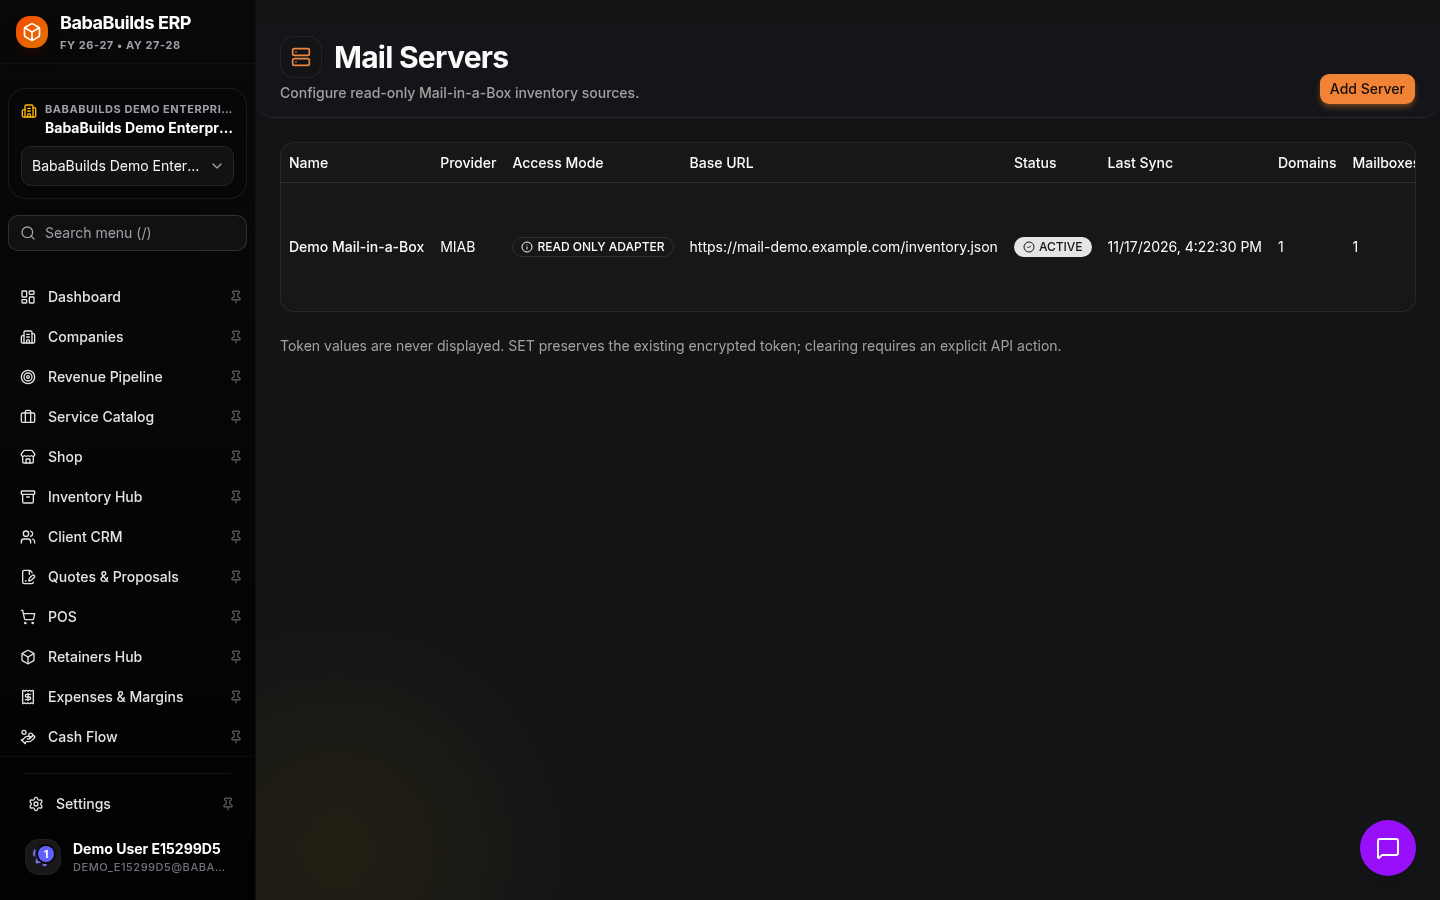 BabaBuilds ERP
FY 26-27 • AY 27-28
BABABUILDS DEMO ENTERPRI...
BabaBuilds Demo Enterpr...
BabaBuilds Demo Enter...
Search menu (/)
Dashboard
Companies
Revenue Pipeline
Service Catalog
Shop
Inventory Hub
Client CRM
Quotes & Proposals
POS
Retainers Hub
Expenses & Margins
Cash Flow
Settings
1
Demo User E15299D5
DEMO_E15299D5@BABA...
Mail Servers
Configure read-only Mail-in-a-Box inventory sources.
Add Server
Name Provider Access Mode Base URL Status Last Sync Domains Mailboxes
Demo Mail-in-a-Box MIAB READ ONLY ADAPTER https://mail-demo.example.com/inventory.json ACTIVE 11/17/2026, 4:22:30 PM 1 1
Token values are never displayed. SET preserves the existing encrypted token; clearing requires an explicit API action.